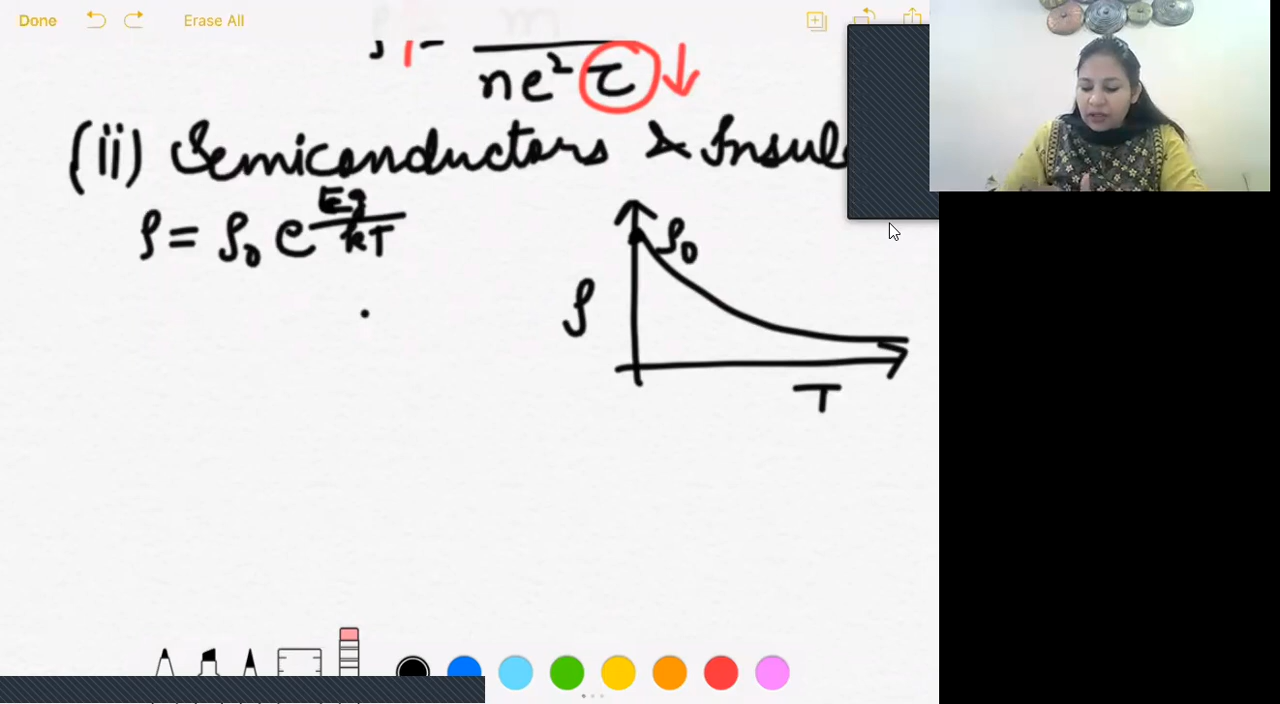 Done Erase All
ne²τ ↓
(ii) Semiconductors & Insul
ρ = ρ₀ e^(Eg/kT)
ρ₀
ρ
T